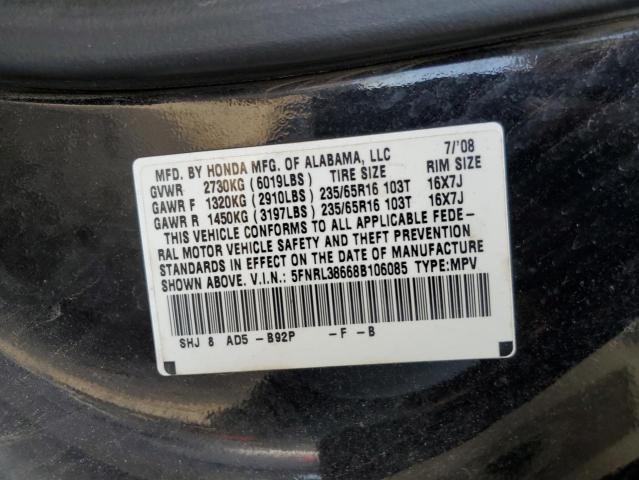 MFD. BY HONDA MFG. OF ALABAMA, LLC 7/'08
GVWR 2730KG (6019LBS) TIRE SIZE RIM SIZE
GAWR F 1320KG (2910LBS) 235/65R16 103T 16X7J
GAWR R 1450KG (3197LBS) 235/65R16 103T 16X7J
THIS VEHICLE CONFORMS TO ALL APPLICABLE FEDE-
RAL MOTOR VEHICLE SAFETY AND THEFT PREVENTION
STANDARDS IN EFFECT ON THE DATE OF MANUFACTURE
SHOWN ABOVE. V.I.N.: 5FNRL38668B106085 TYPE:MPV
SHJ 8 AD5 -B92P -F -B